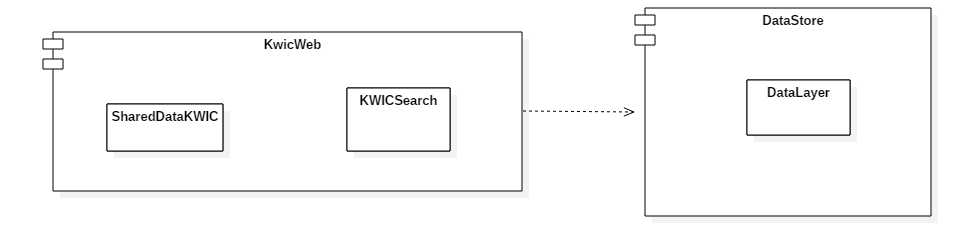 KwicWeb
SharedDataKWIC
KWICSearch
DataStore
DataLayer